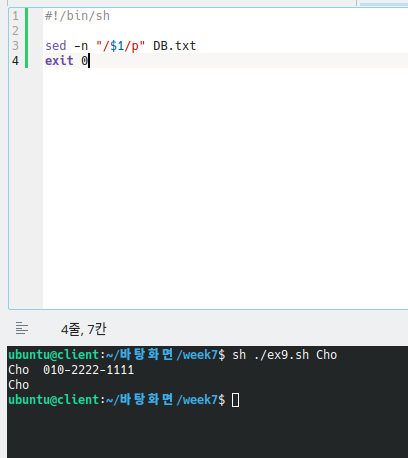 1 #!/bin/sh
2
3 sed -n "/$1/p" DB.txt
4 exit 0
4줄, 7칸
ubuntu@client:~/바탕화면/week7$ sh ./ex9.sh Cho
Cho  010-2222-1111
Cho
ubuntu@client:~/바탕화면/week7$